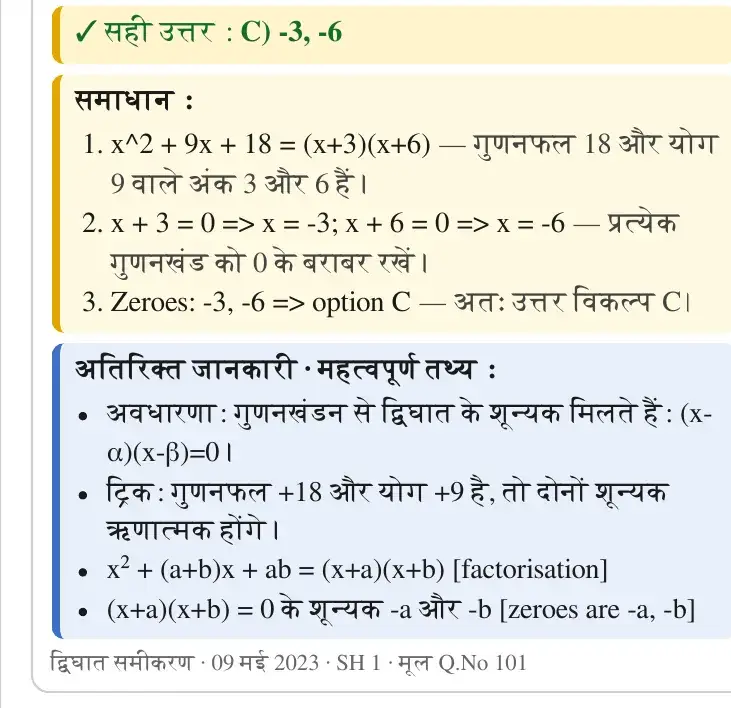 ✓ सही उत्तर : C) -3, -6
समाधान :
1. x^2 + 9x + 18 = (x+3)(x+6) — गुणनफल 18 और योग
9 वाले अंक 3 और 6 हैं।
2. x + 3 = 0 => x = -3; x + 6 = 0 => x = -6 — प्रत्येक
गुणनखंड को 0 के बराबर रखें।
3. Zeroes: -3, -6 => option C — अतः उत्तर विकल्प C।
अतिरिक्त जानकारी · महत्वपूर्ण तथ्य :
• अवधारणा : गुणनखंडन से द्विघात के शून्यक मिलते हैं : (x-
α)(x-β)=0।
• ट्रिक : गुणनफल +18 और योग +9 है, तो दोनों शून्यक
ऋणात्मक होंगे।
• x² + (a+b)x + ab = (x+a)(x+b) [factorisation]
• (x+a)(x+b) = 0 के शून्यक -a और -b [zeroes are -a, -b]
द्विघात समीकरण · 09 मई 2023 · SH 1 · मूल Q.No 101